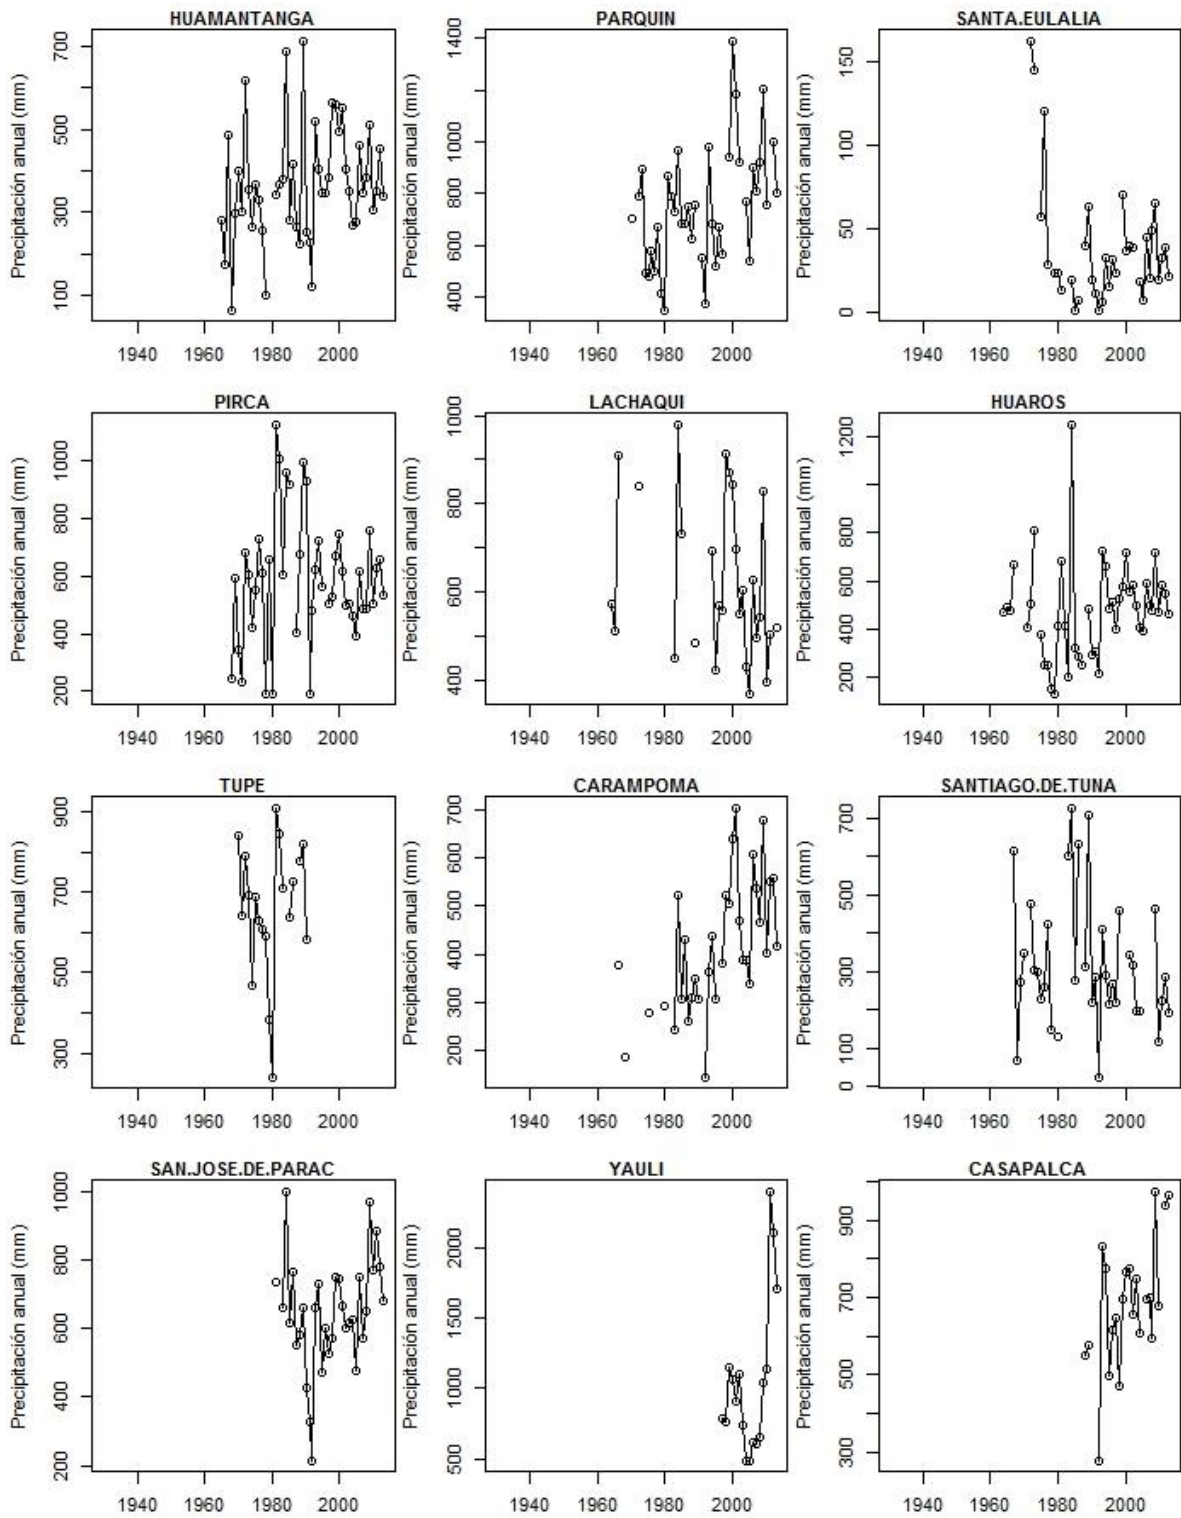 HUAMANTANGA
Precipitación anual (mm)
700
500
300
100
1940 1960 1980 2000
PARQUIN
Precipitación anual (mm)
1400
1000
800
600
400
1940 1960 1980 2000
SANTA.EULALIA
Precipitación anual (mm)
150
100
50
0
1940 1960 1980 2000
PIRCA
Precipitación anual (mm)
1000
800
600
400
200
1940 1960 1980 2000
LACHAQUI
Precipitación anual (mm)
1000
800
600
400
1940 1960 1980 2000
HUAROS
Precipitación anual (mm)
1200
800
600
400
200
1940 1960 1980 2000
TUPE
Precipitación anual (mm)
900
700
500
300
1940 1960 1980 2000
CARAMPOMA
Precipitación anual (mm)
700
600
500
400
300
200
1940 1960 1980 2000
SANTIAGO.DE.TUNA
Precipitación anual (mm)
700
500
300
100
0
1940 1960 1980 2000
SAN.JOSE.DE.PARAC
Precipitación anual (mm)
1000
800
600
400
200
1940 1960 1980 2000
YAULI
Precipitación anual (mm)
2000
1500
1000
500
1940 1960 1980 2000
CASAPALCA
Precipitación anual (mm)
900
700
500
300
1940 1960 1980 2000